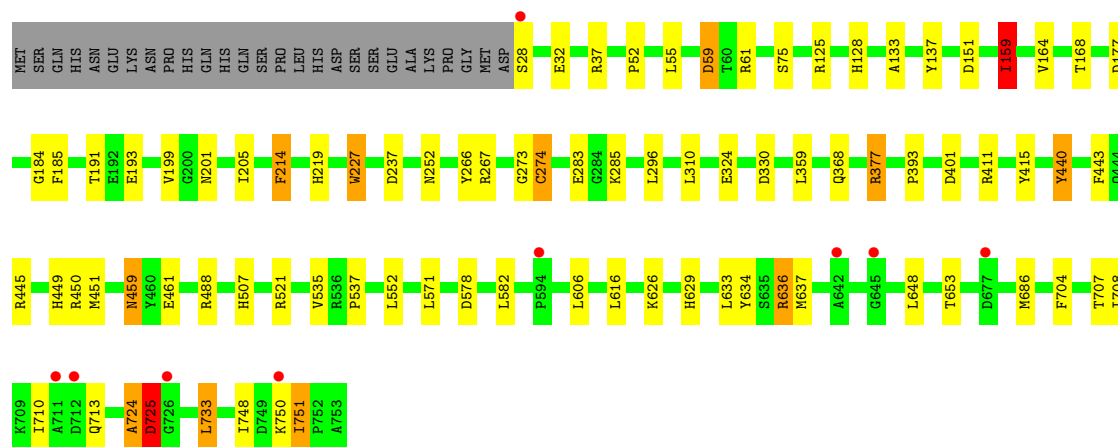 MET SER GLN HIS ASN GLU LYS ASN PRO HIS GLN HIS GLN SER PRO LEU HIS ASP SER SER GLU ALA LYS PRO GLY MET ASP S28 E32 R37 P52 L55 D59 T60 R61 S75 R125 H128 A133 Y137 D151 I159 V164 T168 D177
G184 F185 T191 E192 E193 V199 G200 N201 I205 F214 H219 W227 D237 N252 Y266 R267 G273 C274 E283 G284 K285 L296 L310 E324 D330 L359 Q368 R377 P393 D401 R411 Y415 Y440 F443 Q444
R445 H449 R450 M451 N459 Y460 E461 R488 H507 R521 V535 R536 P537 L552 L571 D578 L582 P594 L606 L616 K626 H629 L633 Y634 S635 R636 M637 A642 G645 L648 T653 D677 M686 F704 T707 I708
K709 I710 A711 D712 Q713 A724 D725 G726 L733 I748 D749 K750 I751 P752 A753